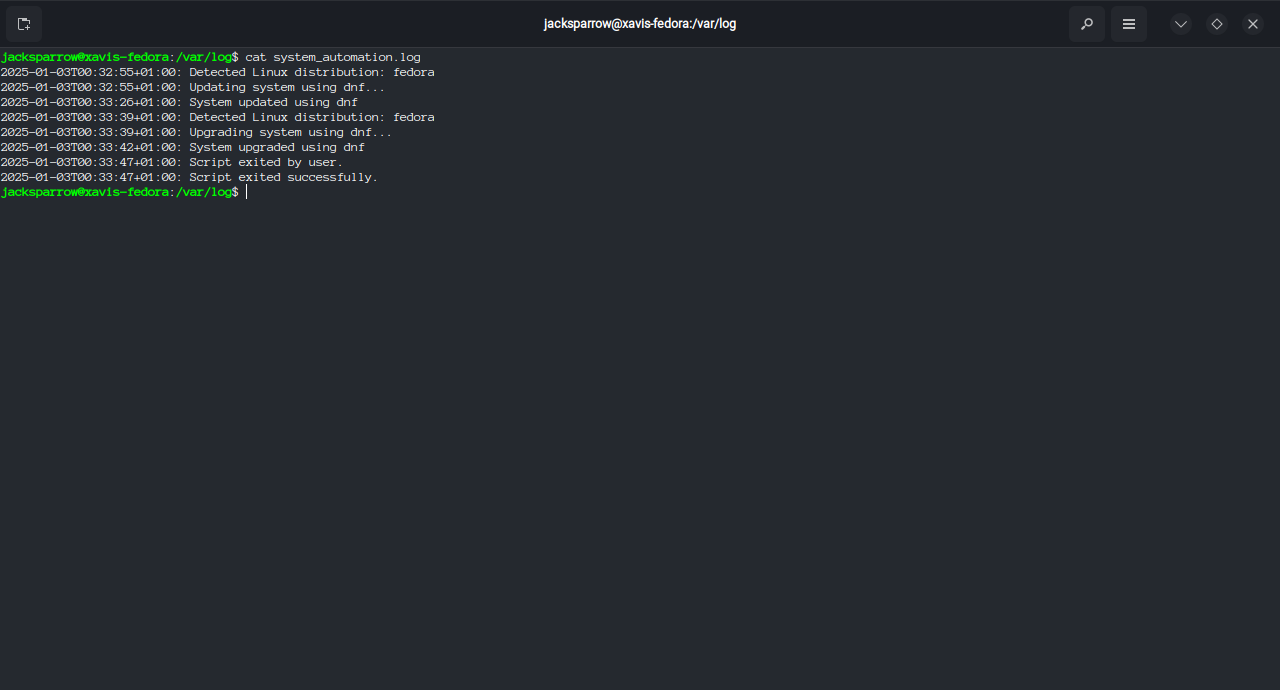 jacksparrow@xavis-fedora:/var/log
jacksparrow@xavis-fedora:/var/log$ cat system_automation.log
2025-01-03T00:32:55+01:00: Detected Linux distribution: fedora
2025-01-03T00:32:55+01:00: Updating system using dnf...
2025-01-03T00:33:26+01:00: System updated using dnf
2025-01-03T00:33:39+01:00: Detected Linux distribution: fedora
2025-01-03T00:33:39+01:00: Upgrading system using dnf...
2025-01-03T00:33:42+01:00: System upgraded using dnf
2025-01-03T00:33:47+01:00: Script exited by user.
2025-01-03T00:33:47+01:00: Script exited successfully.
jacksparrow@xavis-fedora:/var/log$